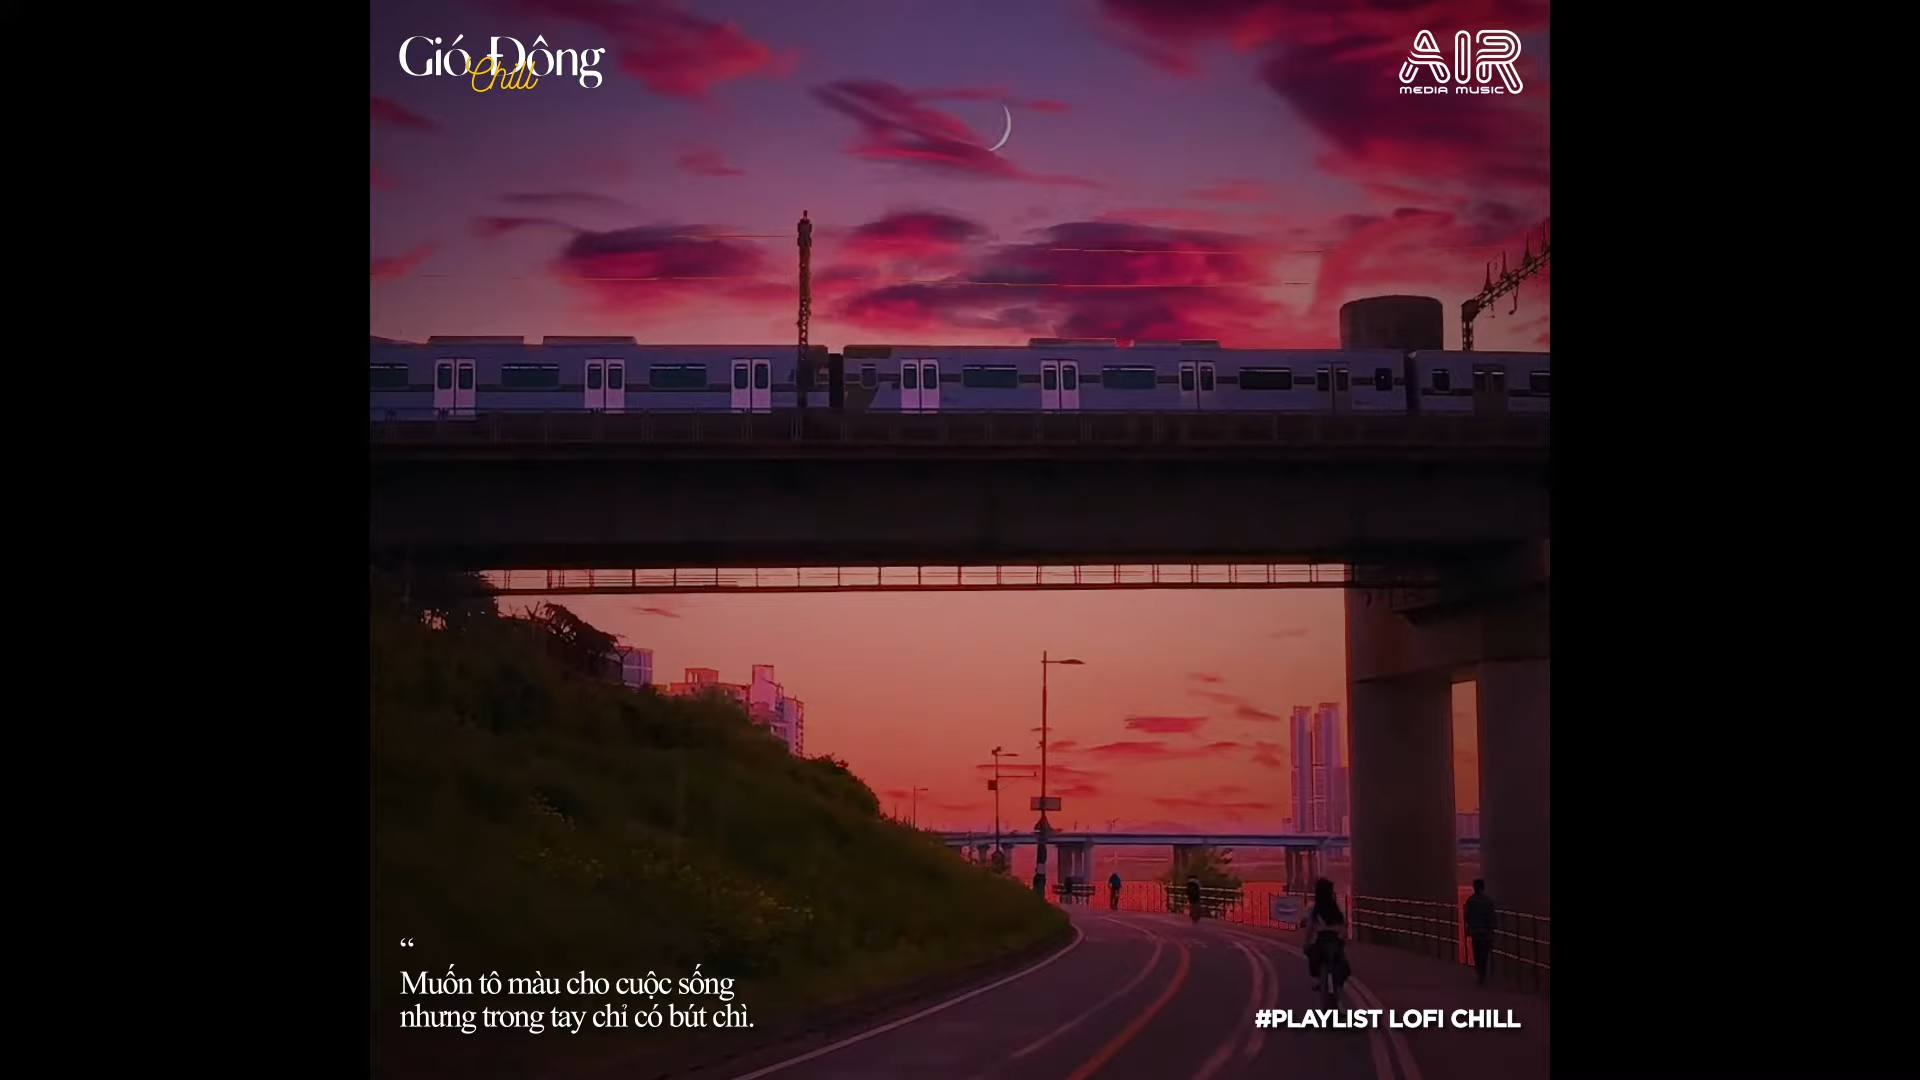 Gió Đông
Chill
AIR
MEDIA MUSIC
“
Muốn tô màu cho cuộc sống
nhưng trong tay chỉ có bút chì.
#PLAYLIST LOFI CHILL